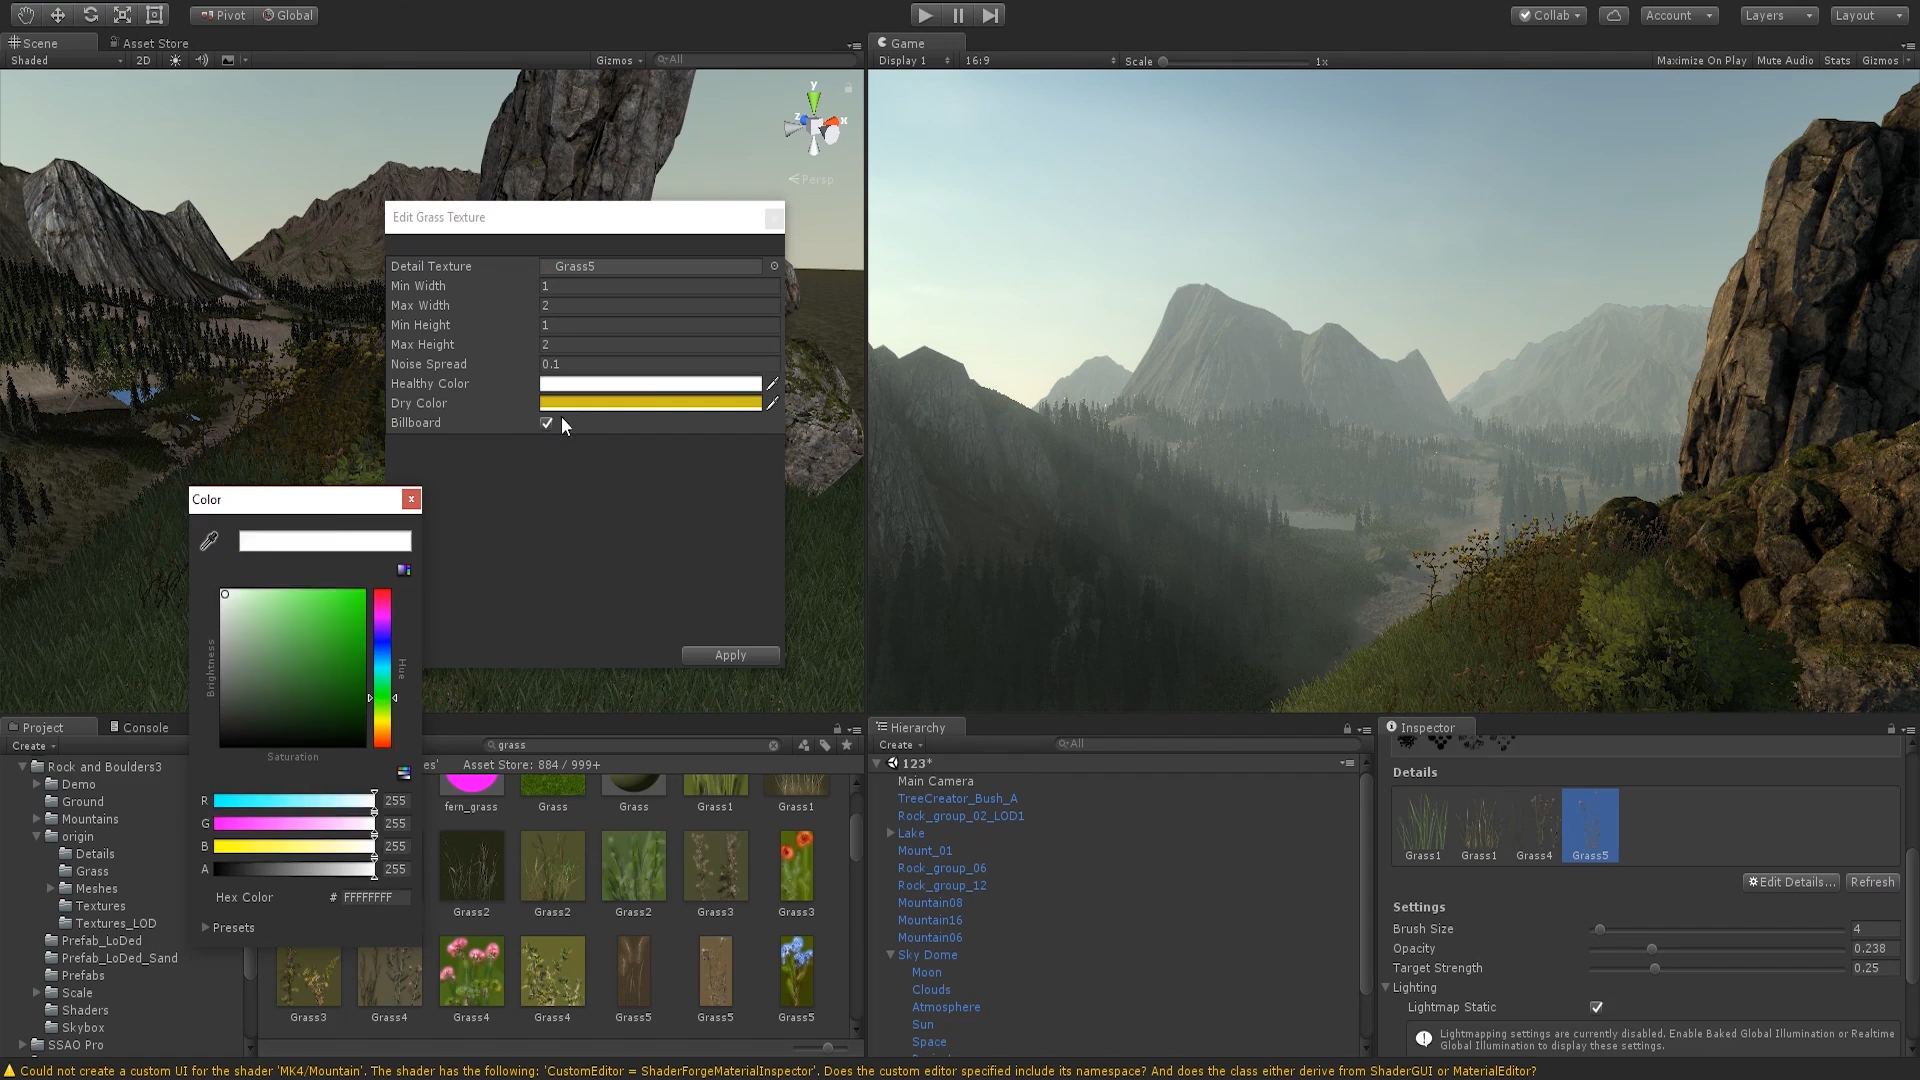 Pivot Global Collab Account Layers Layout
Scene Asset Store
Shaded 2D Gizmos All
Game
Display 1 16:9 Scale 1x Maximize On Play Mute Audio Stats Gizmos
y
z x
Persp
Edit Grass Texture
Detail Texture Grass5
Min Width 1
Max Width 2
Min Height 1
Max Height 2
Noise Spread 0.1
Healthy Color
Dry Color
Billboard
Apply
Color
Brightness
Hue
Saturation
R 255
G 255
B 255
A 255
Hex Color # FFFFFFFF
Presets
Project Console
Create grass
Asset Store: 884 / 999+
Rock and Boulders3
Demo
Ground
Mountains
origin
Details
Grass
Meshes
Textures
Textures_LOD
Prefab_LoDed
Prefab_LoDed_Sand
Prefabs
Scale
Shaders
Skybox
SSAO Pro
fern_grass Grass Grass Grass1 Grass1
Grass2 Grass2 Grass2 Grass3 Grass3
Grass3 Grass4 Grass4 Grass4 Grass5 Grass5 Grass5
Hierarchy
Create All
123*
Main Camera
TreeCreator_Bush_A
Rock_group_02_LOD1
Lake
Mount_01
Rock_group_06
Rock_group_12
Mountain08
Mountain16
Mountain06
Sky Dome
Moon
Clouds
Atmosphere
Sun
Space
Inspector
Details
Grass1 Grass1 Grass4 Grass5
Edit Details... Refresh
Settings
Brush Size 4
Opacity 0.238
Target Strength 0.25
Lighting
Lightmap Static
Lightmapping settings are currently disabled. Enable Baked Global Illumination or Realtime
Global Illumination to display these settings.
Could not create a custom UI for the shader 'MK4/Mountain'. The shader has the following: 'CustomEditor = ShaderForgeMaterialInspector'. Does the custom editor specified include its namespace? And does the class either derive from ShaderGUI or MaterialEditor?